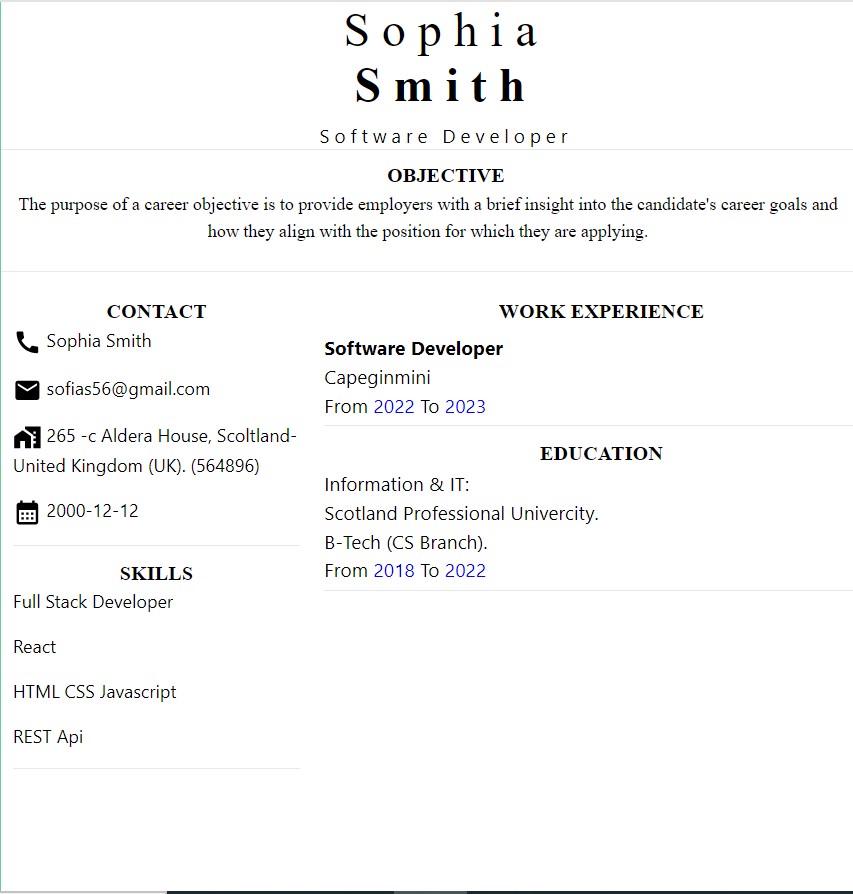 Sophia
Smith
Software Developer
OBJECTIVE
The purpose of a career objective is to provide employers with a brief insight into the candidate's career goals and
how they align with the position for which they are applying.
CONTACT
Sophia Smith
sofias56@gmail.com
265 -c Aldera House, Scoltland-
United Kingdom (UK). (564896)
2000-12-12
SKILLS
Full Stack Developer
React
HTML CSS Javascript
REST Api
WORK EXPERIENCE
Software Developer
Capeginmini
From 2022 To 2023
EDUCATION
Information & IT:
Scotland Professional Univercity.
B-Tech (CS Branch).
From 2018 To 2022